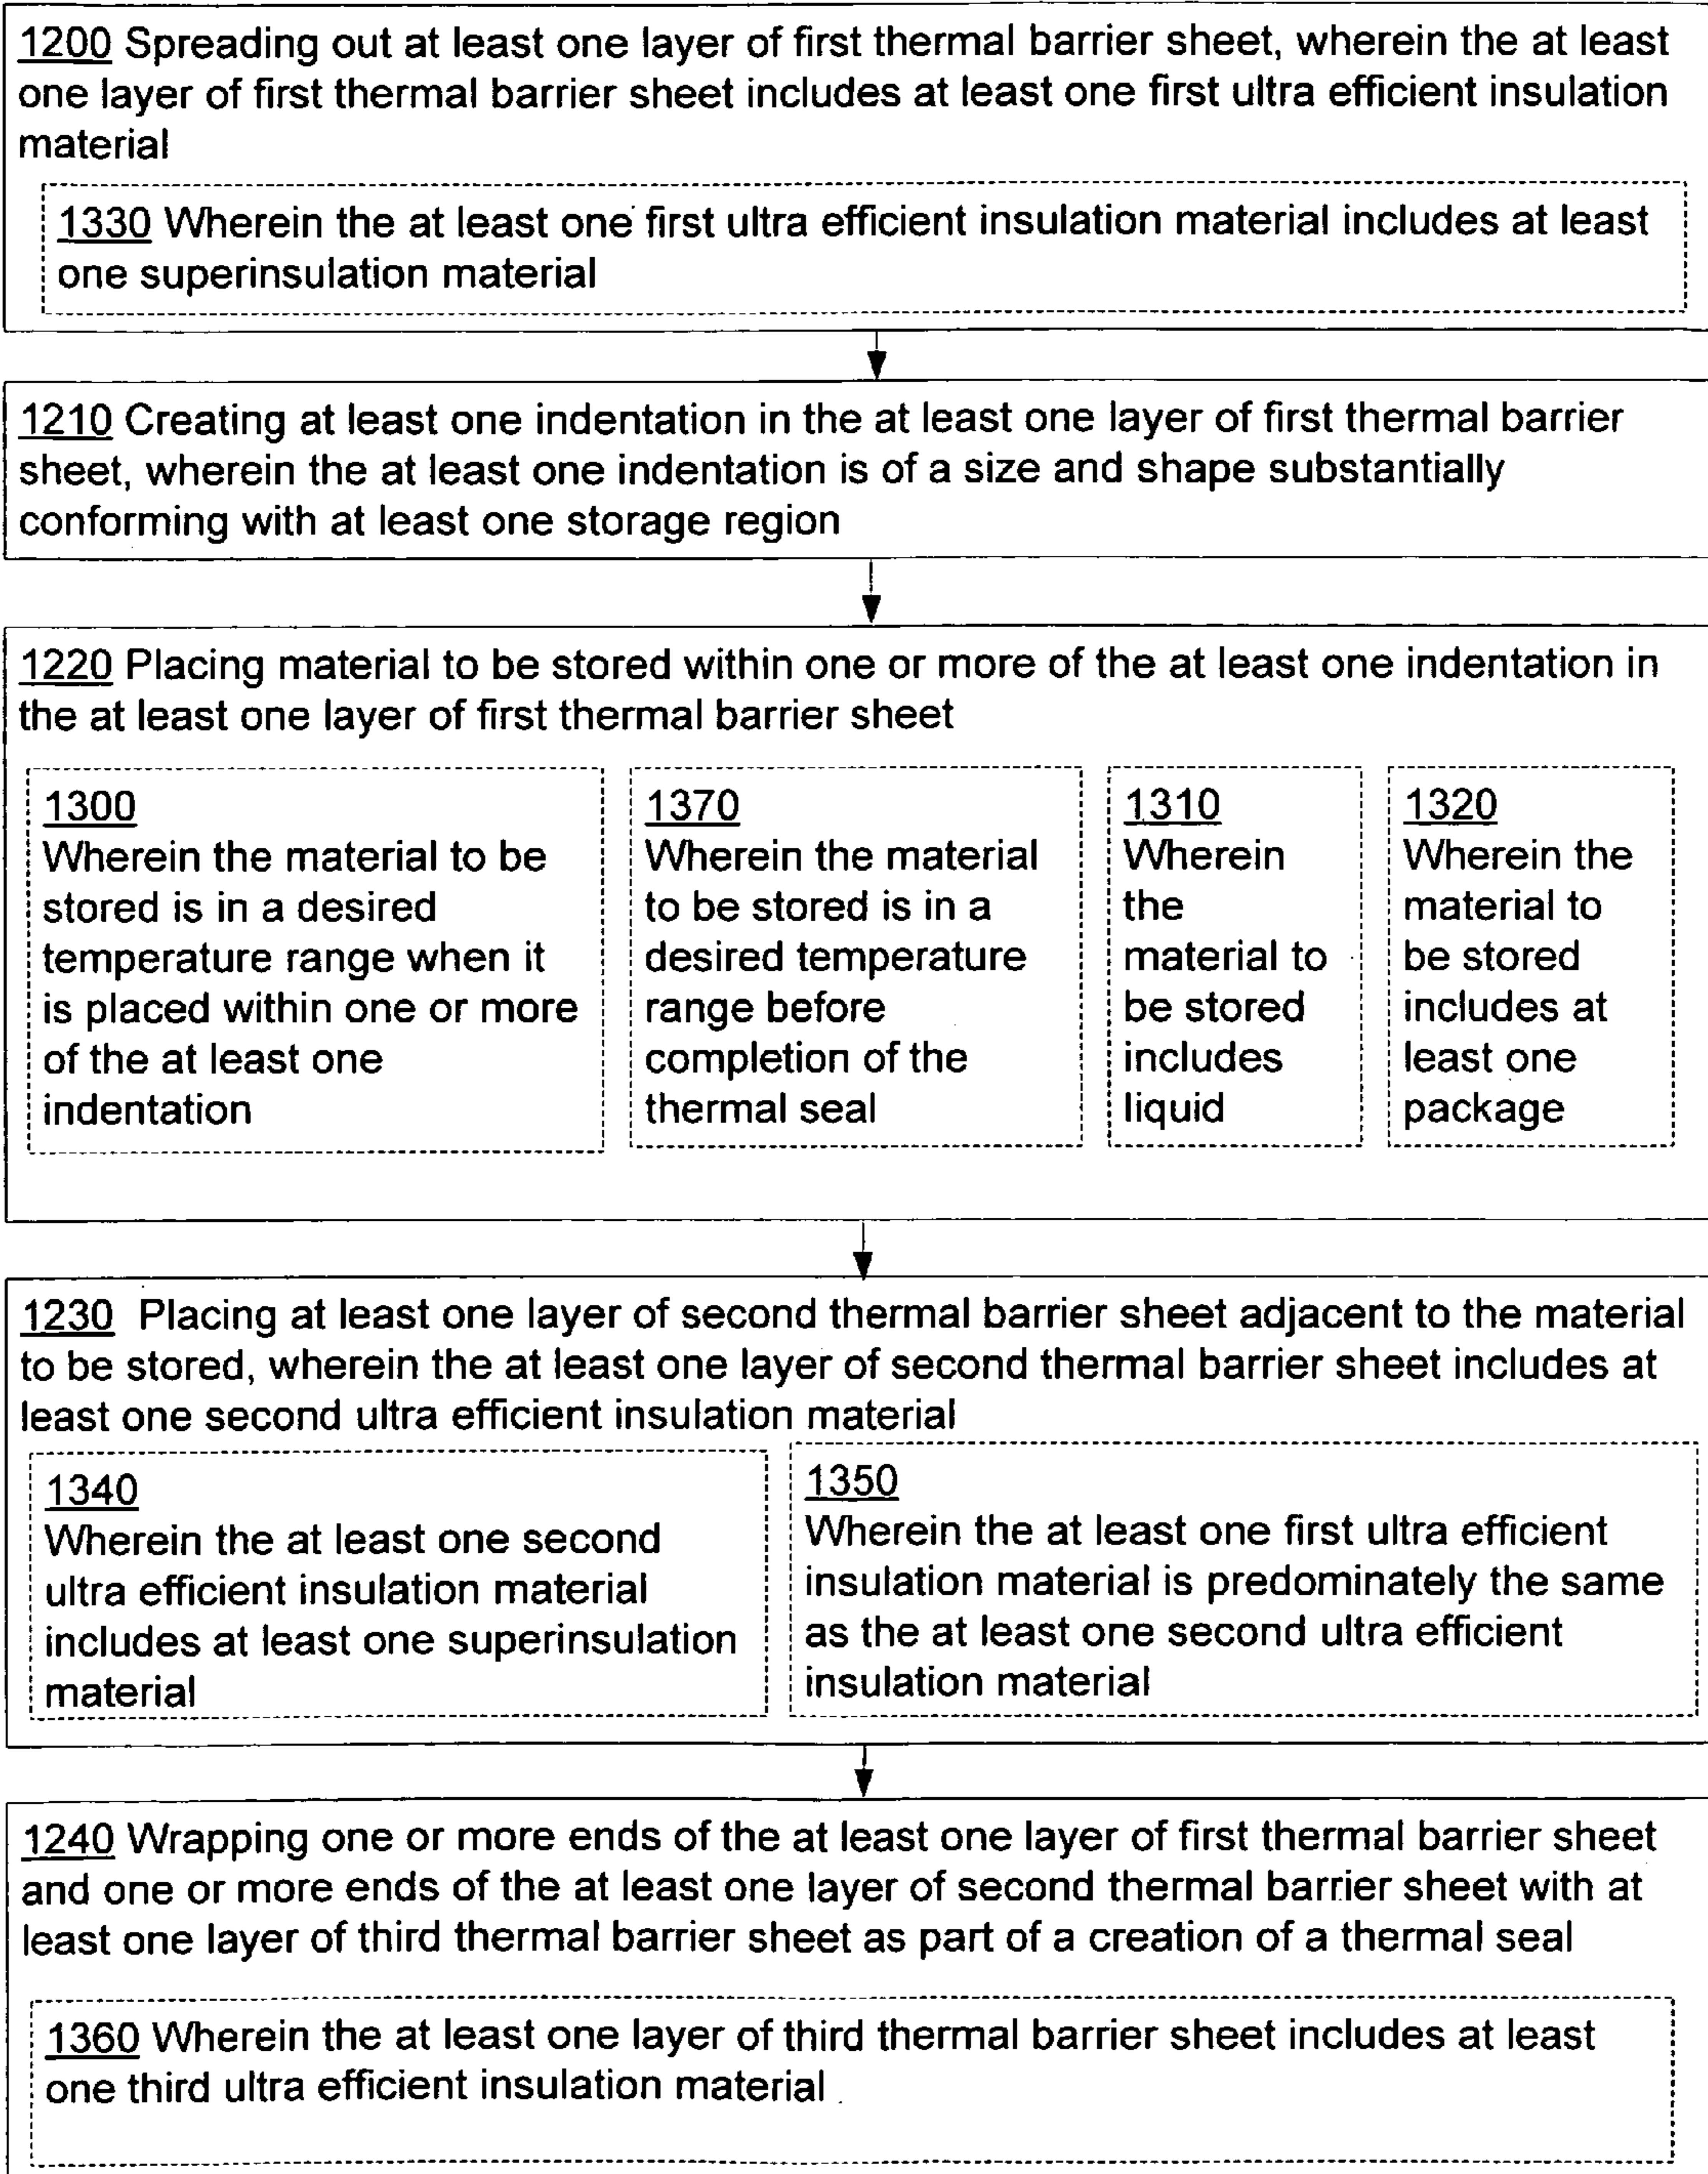 1200 Spreading out at least one layer of first thermal barrier sheet, wherein the at least
one layer of first thermal barrier sheet includes at least one first ultra efficient insulation
material
1330 Wherein the at least one first ultra efficient insulation material includes at least
one superinsulation material
1210 Creating at least one indentation in the at least one layer of first thermal barrier
sheet, wherein the at least one indentation is of a size and shape substantially
conforming with at least one storage region
1220 Placing material to be stored within one or more of the at least one indentation in
the at least one layer of first thermal barrier sheet
1300
Wherein the material to be
stored is in a desired
temperature range when it
is placed within one or more
of the at least one
indentation
1370
Wherein the material
to be stored is in a
desired temperature
range before
completion of the
thermal seal
1310
Wherein
the
material to
be stored
includes
liquid
1320
Wherein the
material to
be stored
includes at
least one
package
1230 Placing at least one layer of second thermal barrier sheet adjacent to the material
to be stored, wherein the at least one layer of second thermal barrier sheet includes at
least one second ultra efficient insulation material
1340
Wherein the at least one second
ultra efficient insulation material
includes at least one superinsulation
material
1350
Wherein the at least one first ultra efficient
insulation material is predominately the same
as the at least one second ultra efficient
insulation material
1240 Wrapping one or more ends of the at least one layer of first thermal barrier sheet
and one or more ends of the at least one layer of second thermal barrier sheet with at
least one layer of third thermal barrier sheet as part of a creation of a thermal seal
1360 Wherein the at least one layer of third thermal barrier sheet includes at least
one third ultra efficient insulation material